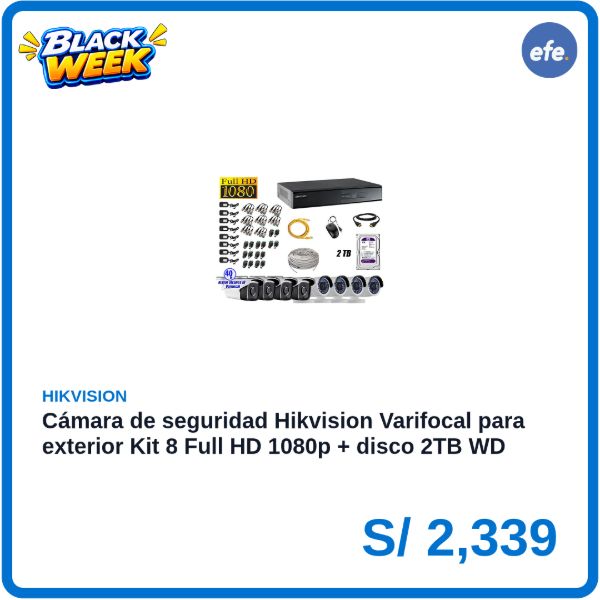 BLACK
WEEK
efe.
Full HD
1080
2 TB
40
HIKVISION
Cámara de seguridad Hikvision Varifocal para
exterior Kit 8 Full HD 1080p + disco 2TB WD
S/ 2,339